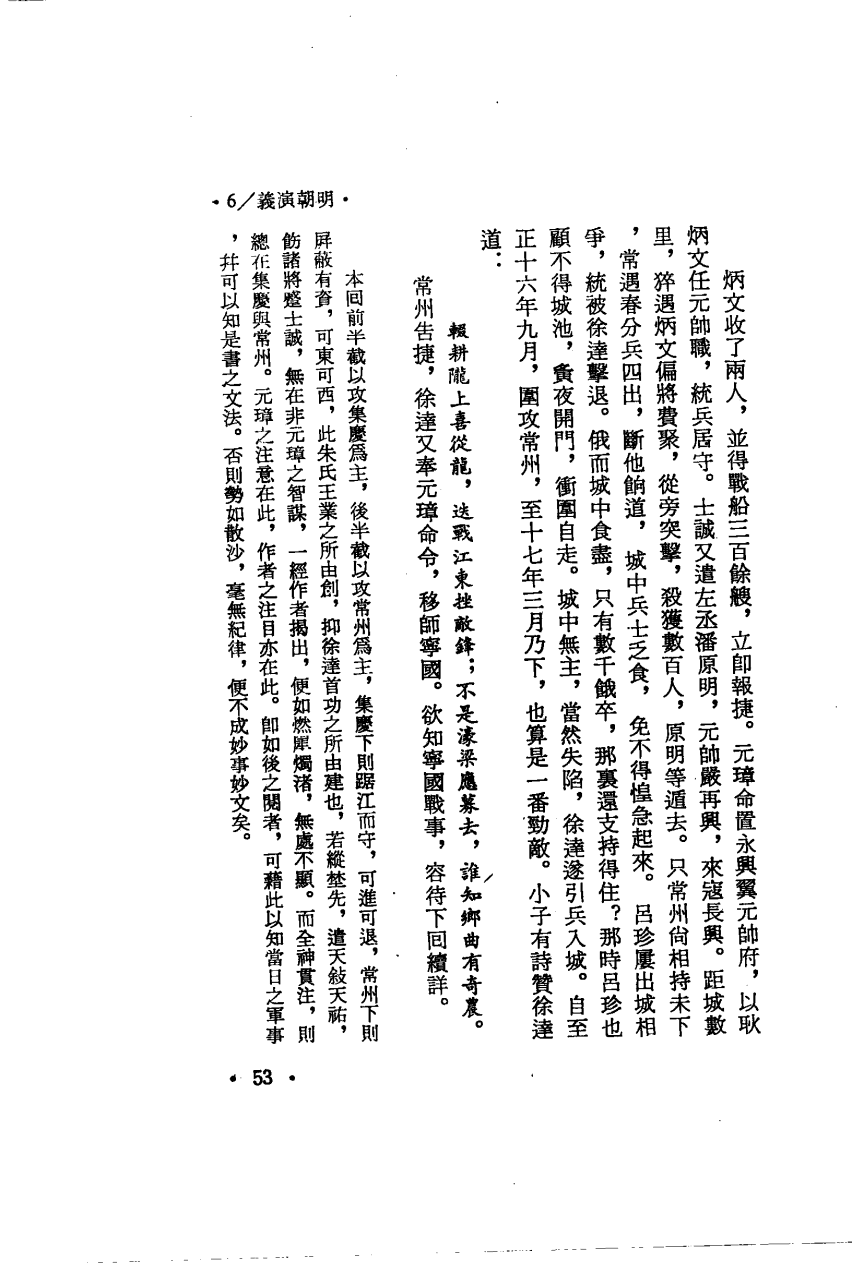 炳文收了兩人，並得戰船三百餘艘，立卽報捷。元璋命置永興翼元帥府，以耿
炳文任元帥職，統兵居守。士誠又遣左丞潘原明，元帥嚴再興，來寇長興。距城數
里，猝遇炳文偏將費聚，從旁突擊，殺獲數百人，原明等遁去。只常州尙相持未下
，常遇春分兵四出，斷他餉道，城中兵士乏食，免不得惶急起來。呂珍屢出城相
爭，統被徐達擊退。俄而城中食盡，只有數千餓卒，那裏還支持得住？那時呂珍也
顧不得城池，夤夜開門，衝圍自走。城中無主，當然失陷，徐達遂引兵入城。自至
正十六年九月，圍攻常州，至十七年三月乃下，也算是一番勁敵。小子有詩贊徐達
道：
輟耕隴上喜從龍，迭戰江東挫敵鋒；不是濠梁應募去，誰知鄉曲有奇農。
常州告捷，徐達又奉元璋命令，移師寧國。欲知寧國戰事，容待下回續詳。
本回前半截以攻集慶爲主，後半截以攻常州爲主，集慶下則踞江而守，可進可退，常州下則
屛蔽有資，可東可西，此朱氏王業之所由創，抑徐達首功之所由建也，若縱埜先，遣天敍天祐，
飭諸將蹙士誠，無在非元璋之智謀，一經作者揭出，便如燃犀燭渚，無處不顯。而全神貫注，則
總在集慶與常州。元璋之注意在此，作者之注目亦在此。卽如後之閱者，可藉此以知當日之軍事
，幷可以知是書之文法。否則勢如散沙，毫無紀律，便不成妙事妙文矣。
·明朝演義／6·
·53·